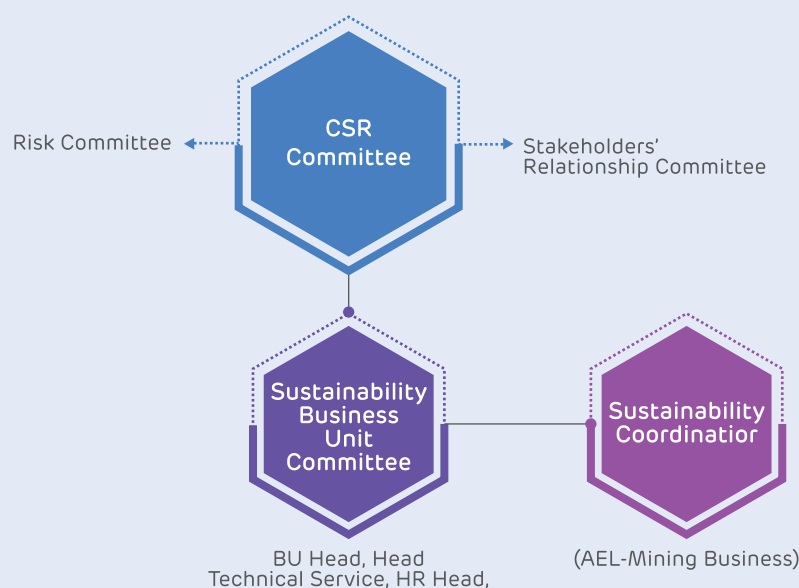 CSR
Committee
Risk Committee
Stakeholders'
Relationship Committee
Sustainability
Business
Unit
Committee
Sustainability
Coordinatior
BU Head, Head
Technical Service, HR Head,
(AEL-Mining Business)